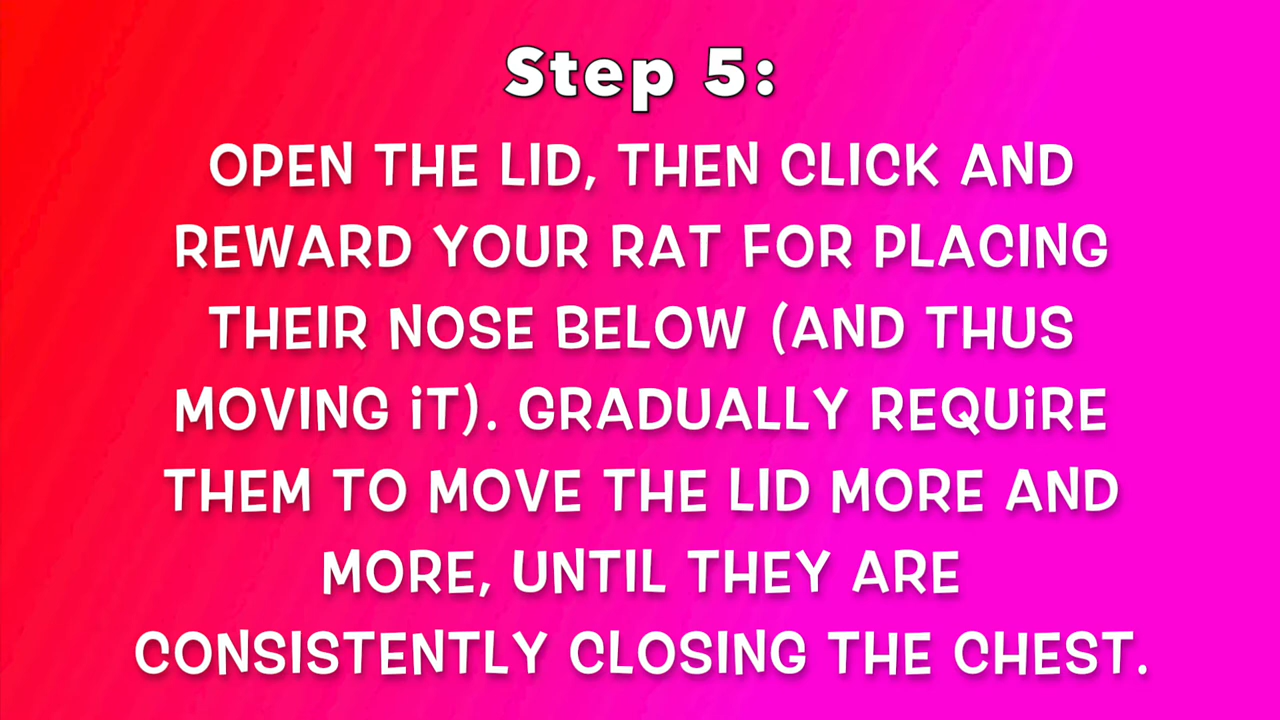 Step 5:
OPEN THE LID, THEN CLICK AND
REWARD YOUR RAT FOR PLACING
THEIR NOSE BELOW (AND THUS
MOVING iT). GRADUALLY REQUiRE
THEM TO MOVE THE LID MORE AND
MORE, UNTIL THEY ARE
CONSISTENTLY CLOSING THE CHEST.